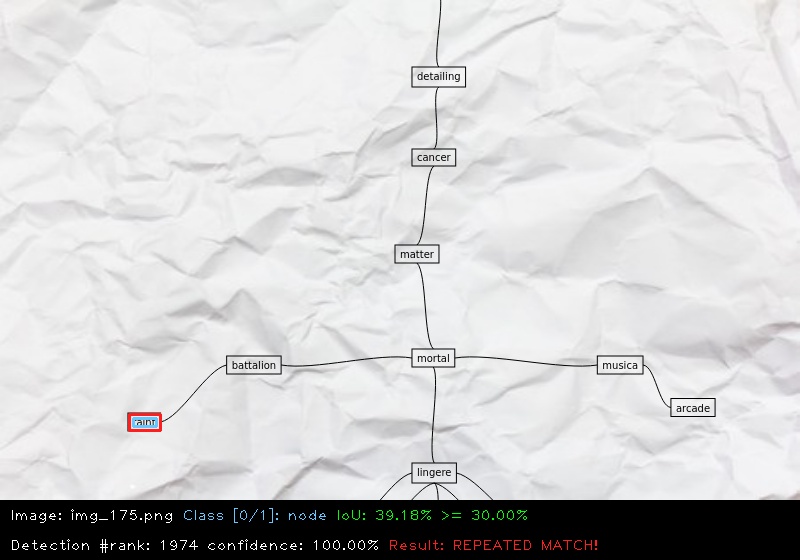 detailing
cancer
matter
battalion mortal musica
arcade
lingere
Image: img_175.png Class [0/1]: node IoU: 39.18% >= 30.00%
Detection #rank: 1974 confidence: 100.00% Result: REPEATED MATCH!